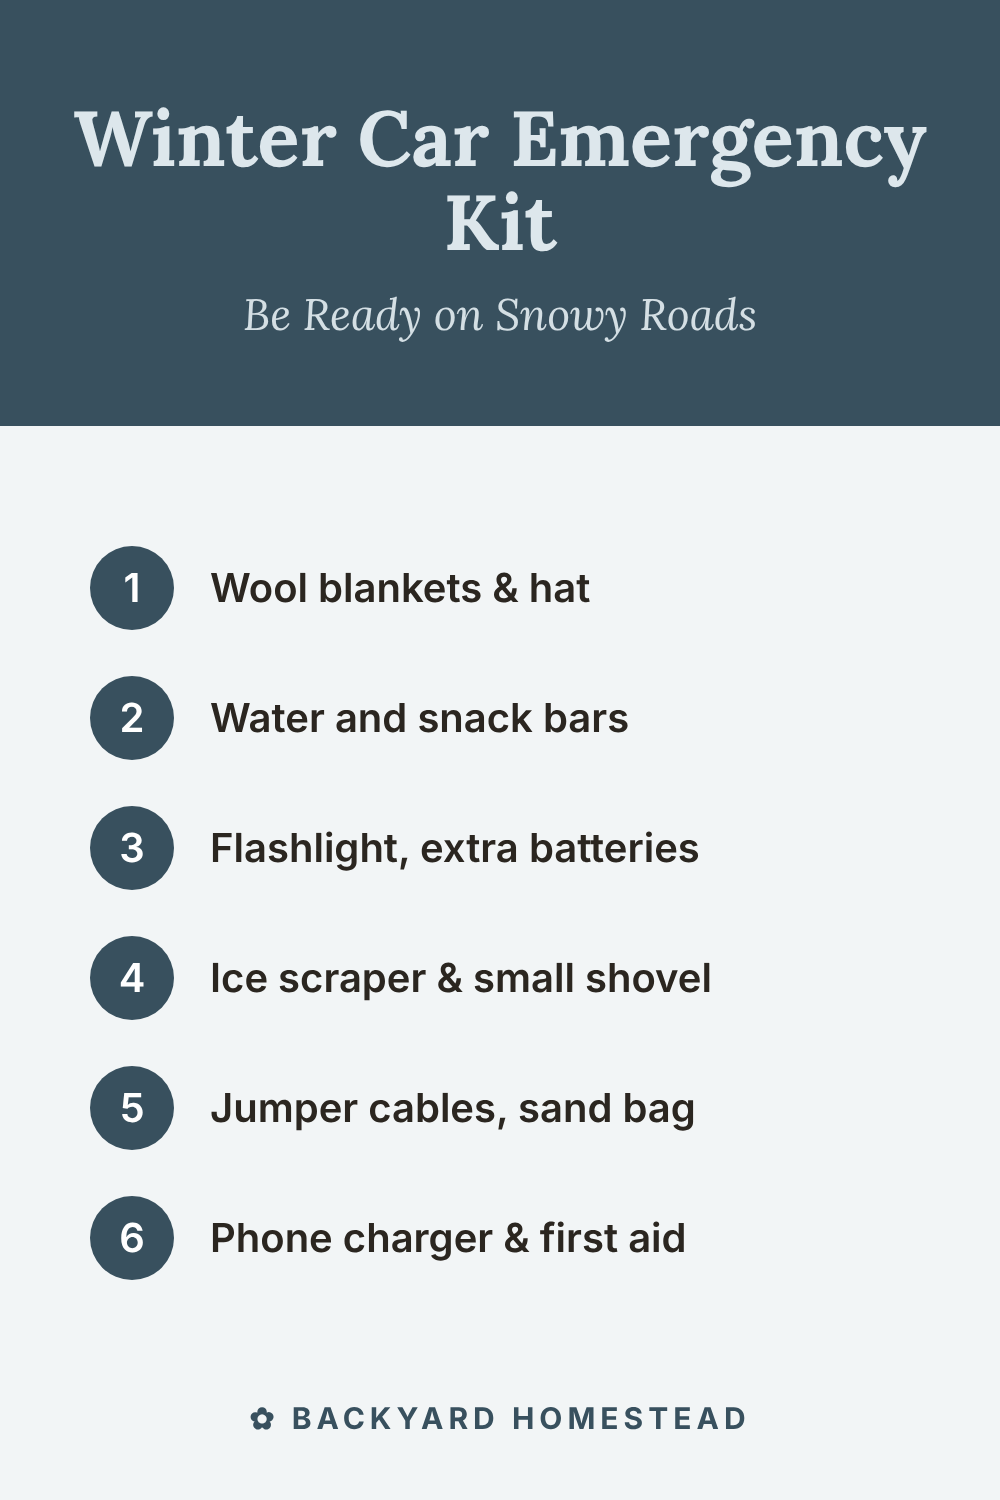 Winter Car Emergency
Kit
Be Ready on Snowy Roads
1 Wool blankets & hat
2 Water and snack bars
3 Flashlight, extra batteries
4 Ice scraper & small shovel
5 Jumper cables, sand bag
6 Phone charger & first aid
✿ BACKYARD HOMESTEAD